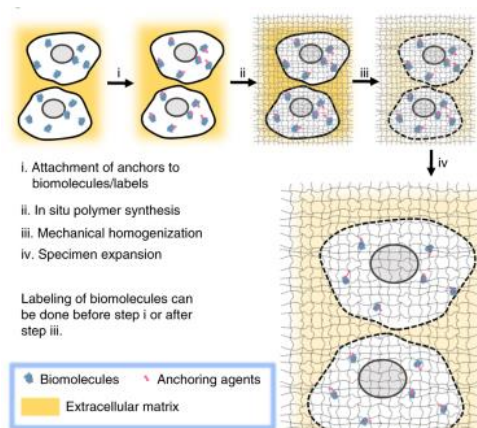 i ii iii
iv
i. Attachment of anchors to
biomolecules/labels
ii. In situ polymer synthesis
iii. Mechanical homogenization
iv. Specimen expansion
Labeling of biomolecules can
be done before step i or after
step iii.
Biomolecules Anchoring agents
Extracellular matrix